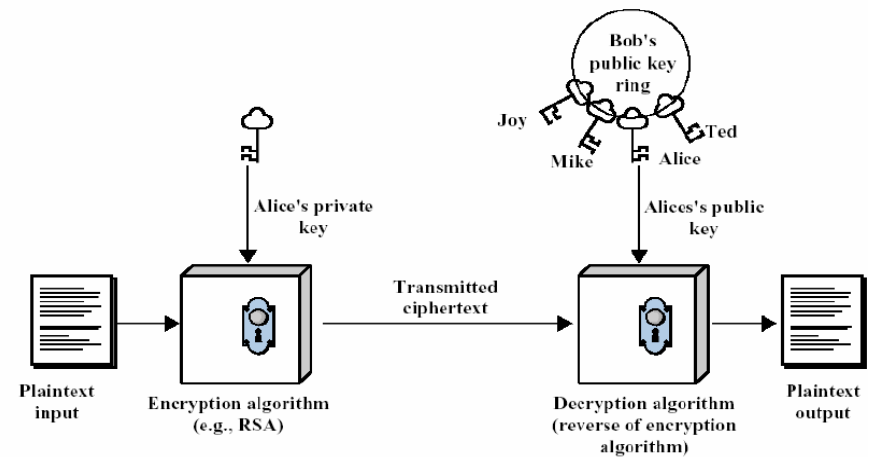 Bob's
public key
ring
Joy
Mike
Alice
Ted
Alice's private
key
Alices's public
key
Transmitted
ciphertext
Plaintext
input
Encryption algorithm
(e.g., RSA)
Decryption algorithm
(reverse of encryption
algorithm)
Plaintext
output